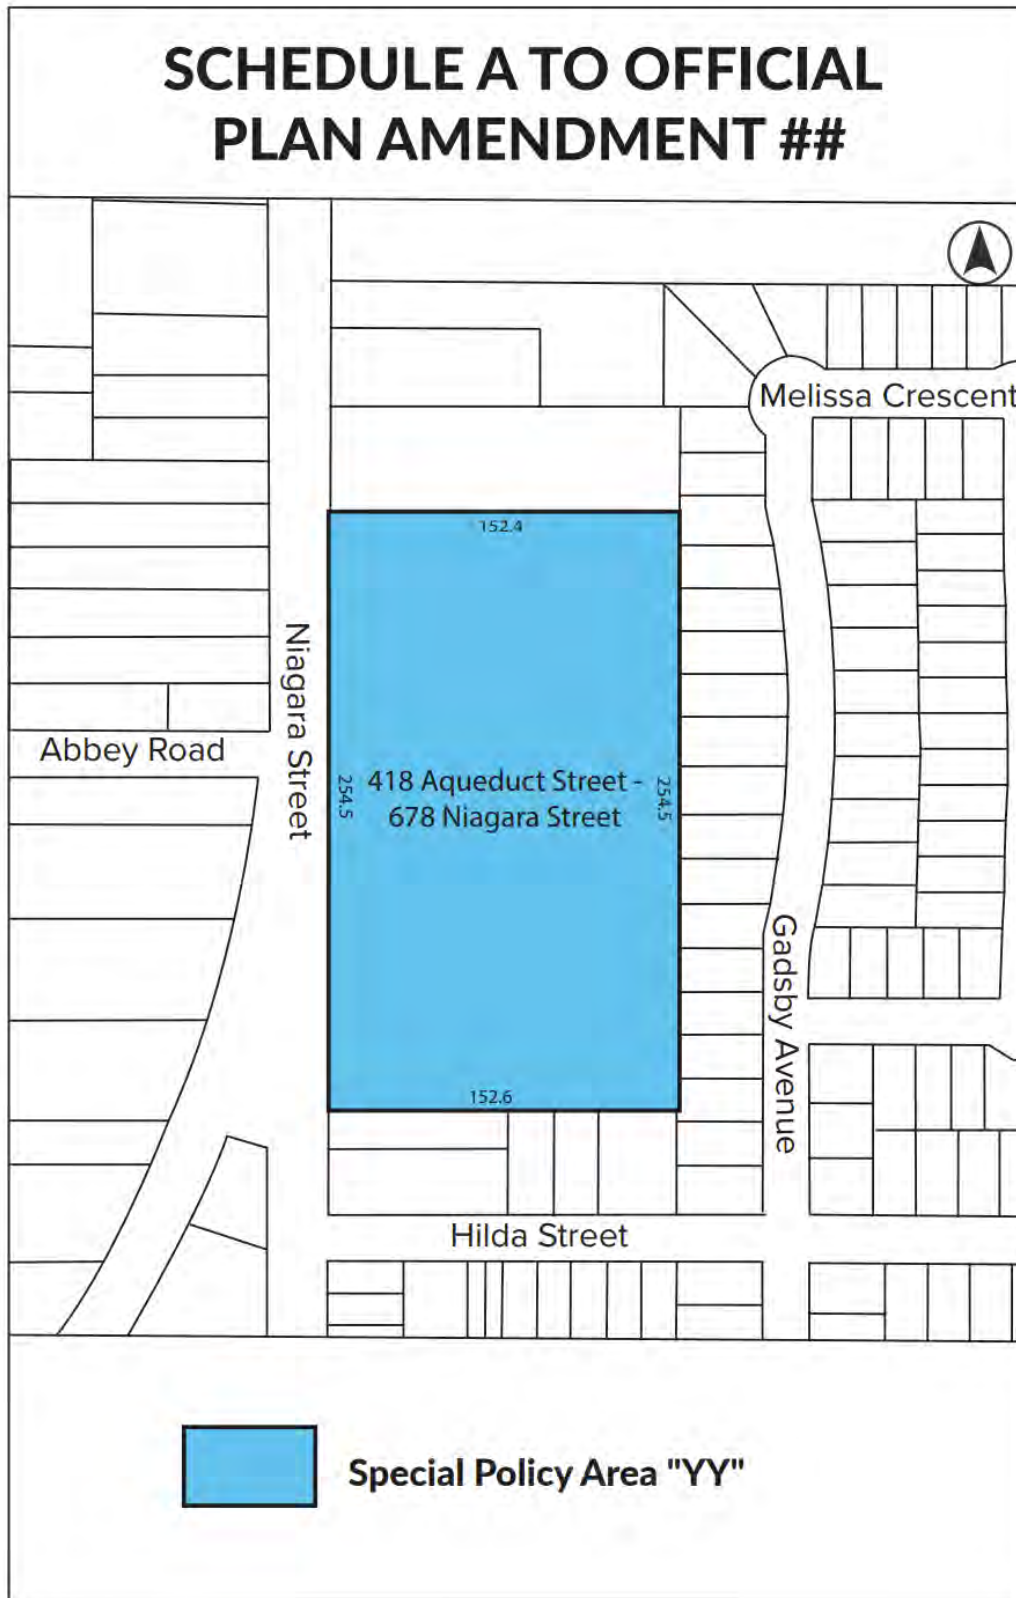 SCHEDULE A TO OFFICIAL
PLAN AMENDMENT ##
Melissa Crescent
152.4
Niagara Street
Abbey Road
254.5
418 Aqueduct Street -
678 Niagara Street
254.5
Gadsby Avenue
152.6
Hilda Street
Special Policy Area "YY"